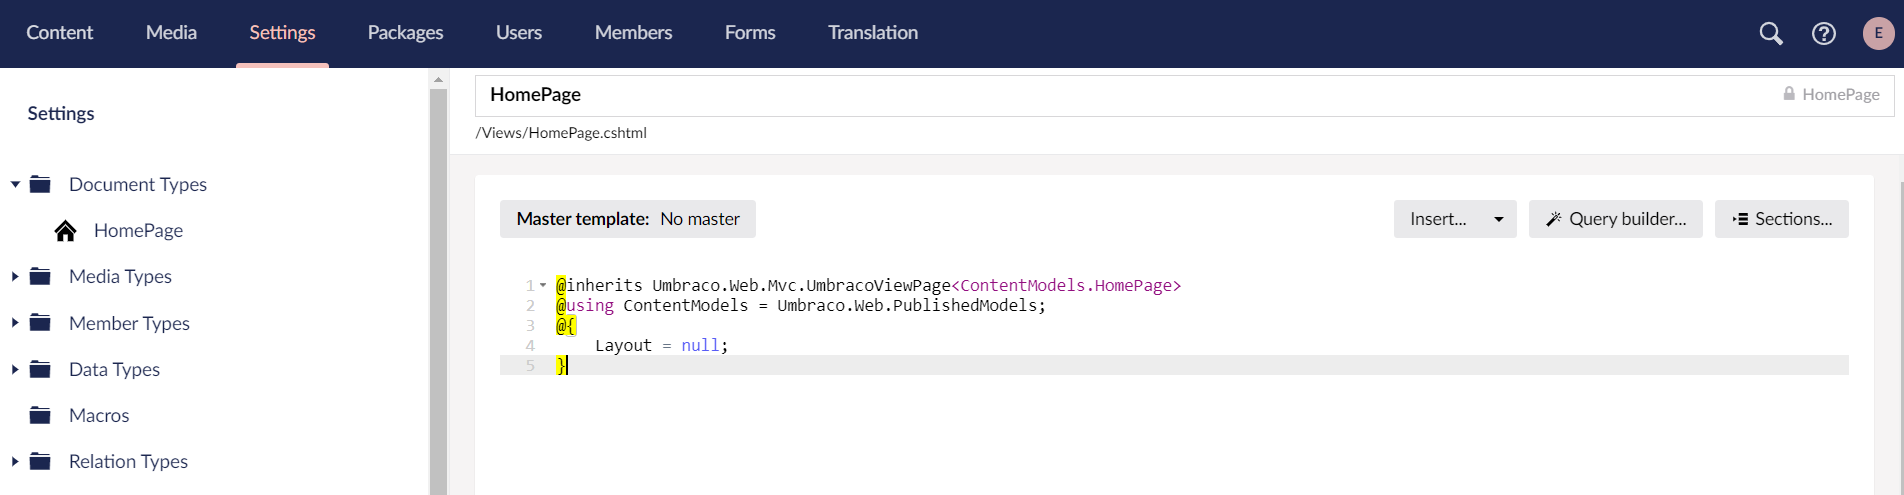 Content Media Settings Packages Users Members Forms Translation E
Settings
Document Types
HomePage
Media Types
Member Types
Data Types
Macros
Relation Types
HomePage HomePage
/Views/HomePage.cshtml
Master template: No master Insert... Query builder... Sections...
1 @inherits Umbraco.Web.Mvc.UmbracoViewPage<ContentModels.HomePage>
2 @using ContentModels = Umbraco.Web.PublishedModels;
3 @{
4 Layout = null;
5 }